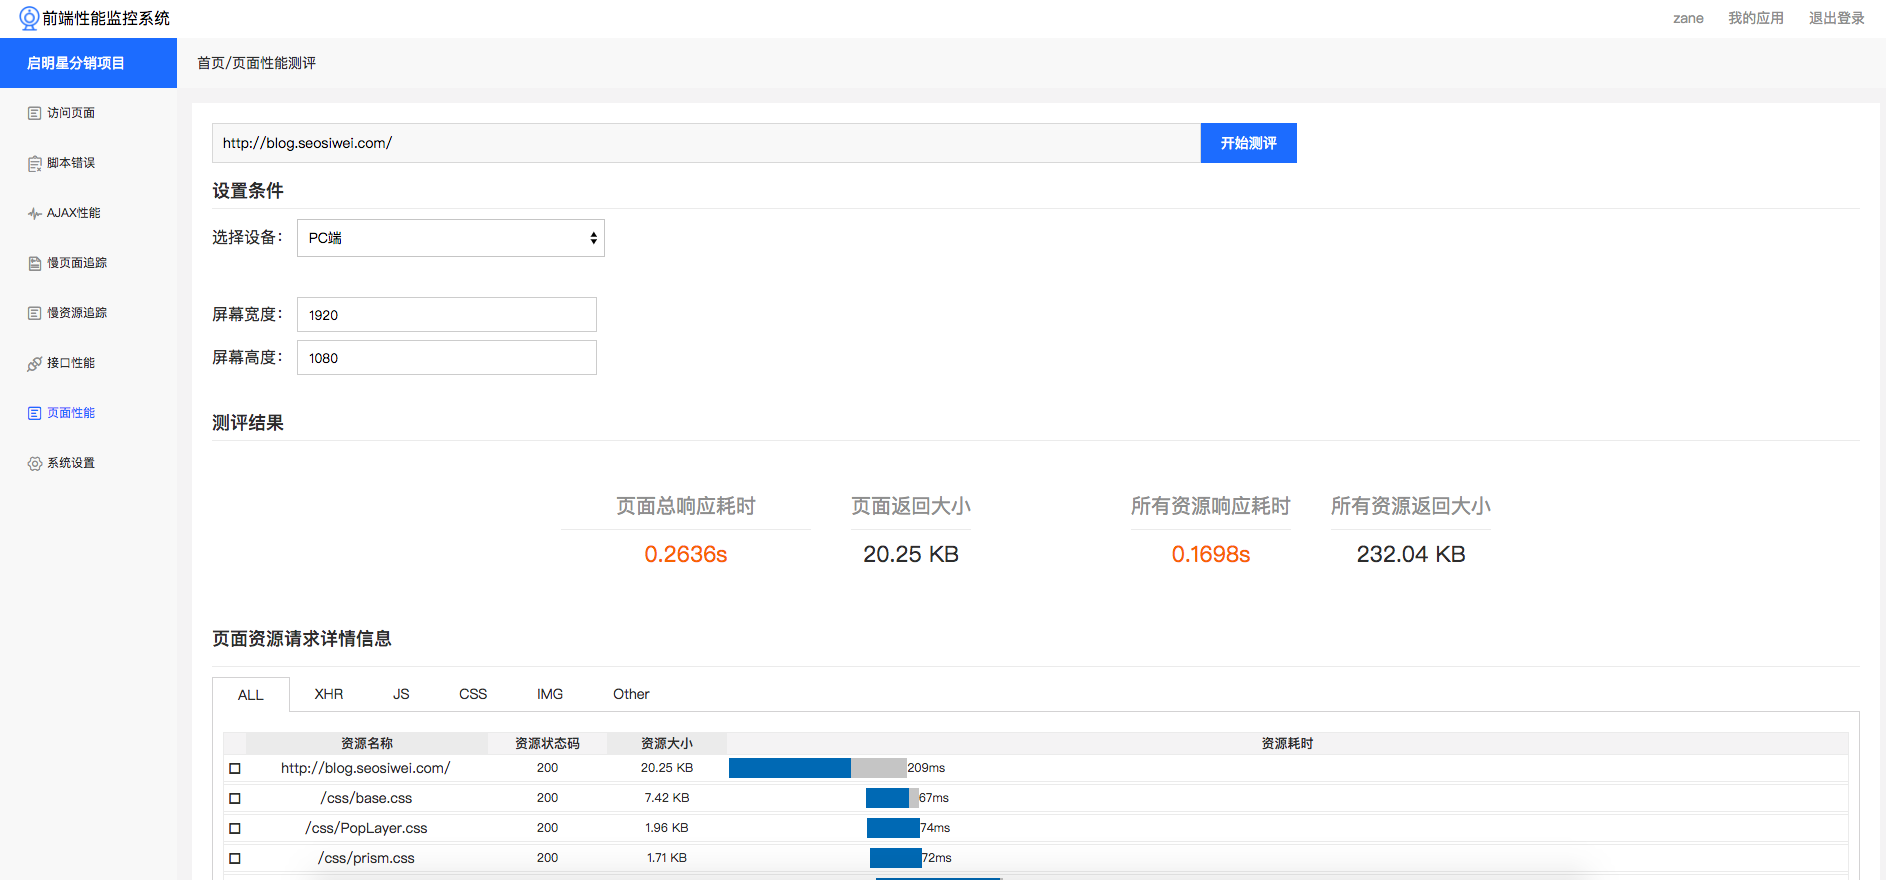 前端性能监控系统
zane 我的应用 退出登录
启明星分销项目
首页/页面性能测评
访问页面
脚本错误
AJAX性能
慢页面追踪
慢资源追踪
接口性能
页面性能
系统设置
http://blog.seosiwei.com/ 开始测评
设置条件
选择设备： PC端
屏幕宽度： 1920
屏幕高度： 1080
测评结果
页面总响应耗时 页面返回大小 所有资源响应耗时 所有资源返回大小
0.2636s 20.25 KB 0.1698s 232.04 KB
页面资源请求详情信息
ALL XHR JS CSS IMG Other
资源名称 资源状态码 资源大小 资源耗时
http://blog.seosiwei.com/ 200 20.25 KB 209ms
/css/base.css 200 7.42 KB 67ms
/css/PopLayer.css 200 1.96 KB 74ms
/css/prism.css 200 1.71 KB 72ms